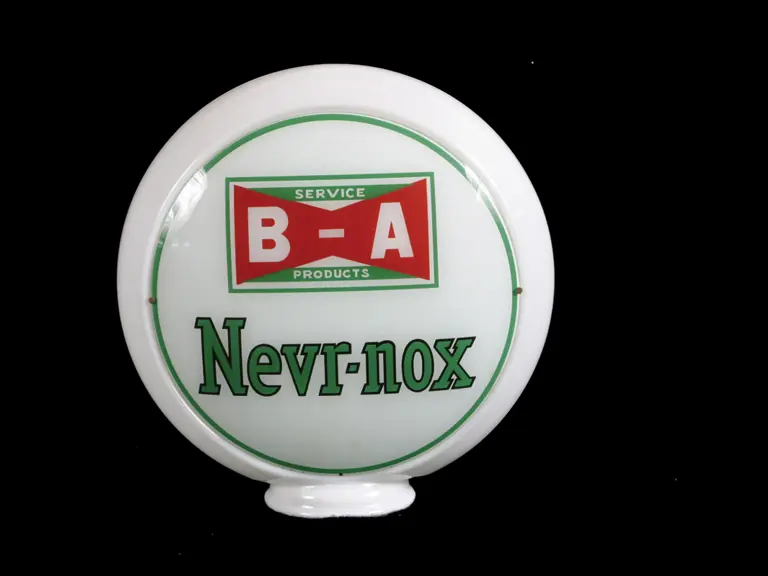 SERVICE
B-A
PRODUCTS
Nevr-nox